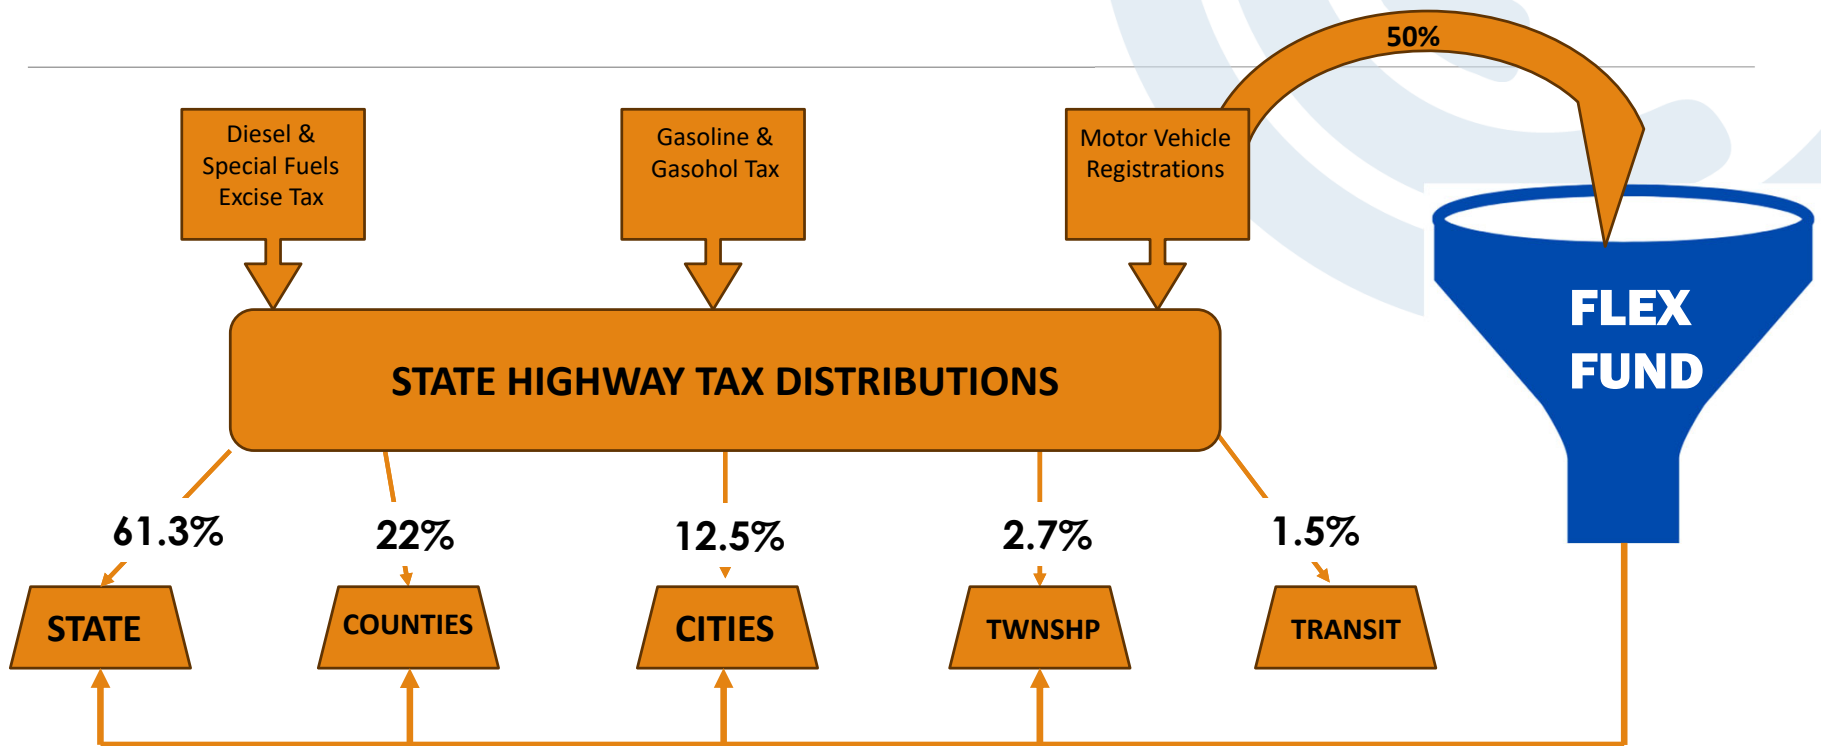 50%
Diesel &
Special Fuels
Excise Tax
Gasoline &
Gasohol Tax
Motor Vehicle
Registrations
FLEX
FUND
STATE HIGHWAY TAX DISTRIBUTIONS
61.3%
22%
12.5%
2.7%
1.5%
STATE
COUNTIES
CITIES
TWNSHP
TRANSIT